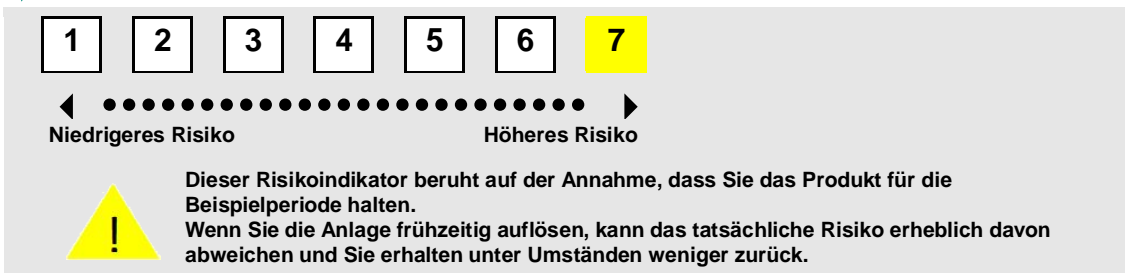 1 2 3 4 5 6 7
Niedrigeres Risiko Höheres Risiko
Dieser Risikoindikator beruht auf der Annahme, dass Sie das Produkt für die
Beispielperiode halten.
Wenn Sie die Anlage frühzeitig auflösen, kann das tatsächliche Risiko erheblich davon
abweichen und Sie erhalten unter Umständen weniger zurück.
!